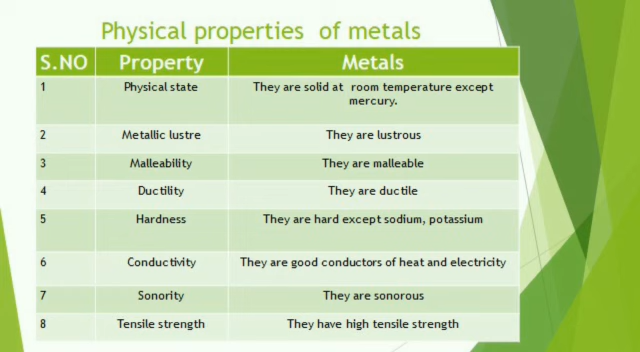 Physical properties of metals
S.NO Property Metals
1 Physical state They are solid at room temperature except
mercury.
2 Metallic lustre They are lustrous
3 Malleability They are malleable
4 Ductility They are ductile
5 Hardness They are hard except sodium, potassium
6 Conductivity They are good conductors of heat and electricity
7 Sonority They are sonorous
8 Tensile strength They have high tensile strength